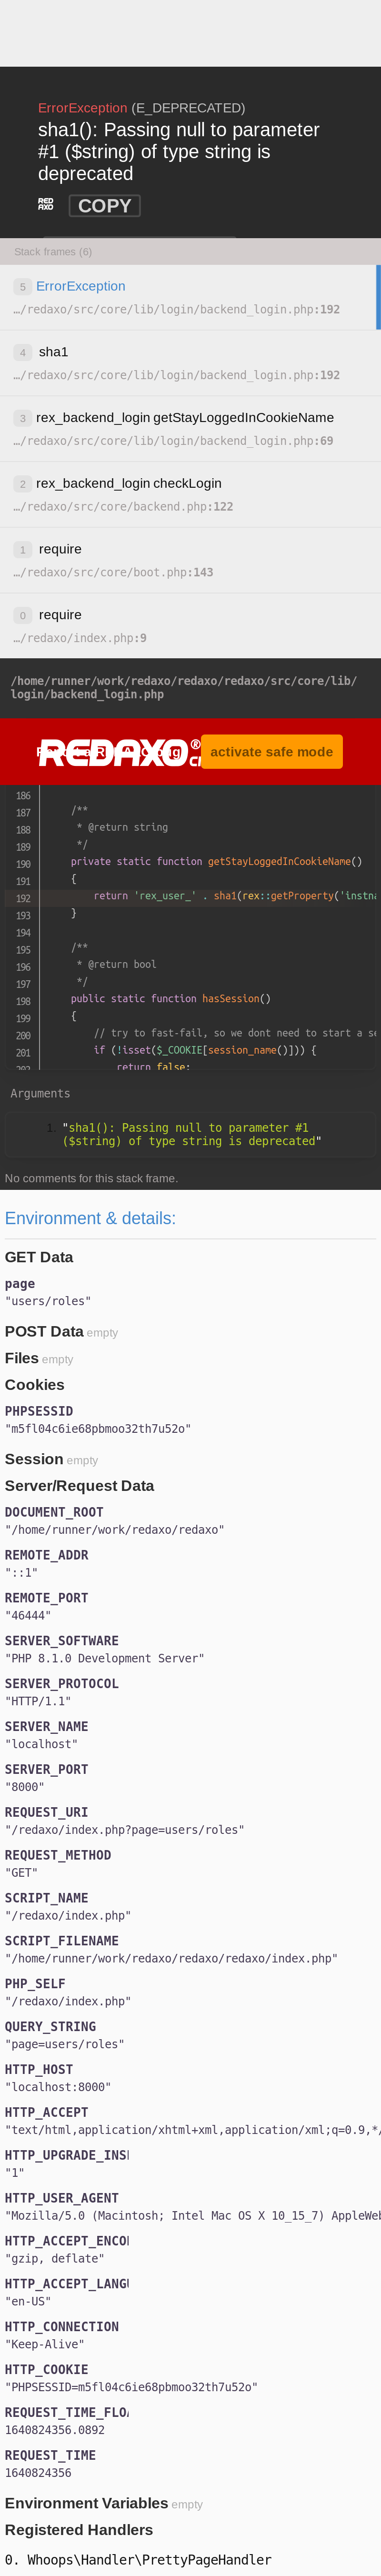 ErrorException (E_DEPRECATED)
sha1(): Passing null to parameter
#1 ($string) of type string is
deprecated
RED
AXO
COPY
Stack frames (6)
5 ErrorException
…/redaxo/src/core/lib/login/backend_login.php:192
4 sha1
…/redaxo/src/core/lib/login/backend_login.php:192
3 rex_backend_login getStayLoggedInCookieName
…/redaxo/src/core/lib/login/backend_login.php:69
2 rex_backend_login checkLogin
…/redaxo/src/core/backend.php:122
1 require
…/redaxo/src/core/boot.php:143
0 require
…/redaxo/index.php:9
/home/runner/work/redaxo/redaxo/redaxo/src/core/lib/
login/backend_login.php
REDAXO®
activate safe mode
186
187 /**
188 * @return string
189 */
190 private static function getStayLoggedInCookieName()
191 {
192 return 'rex_user_' . sha1(rex::getProperty('instna
193 }
194
195 /**
196 * @return bool
197 */
198 public static function hasSession()
199 {
200 // try to fast-fail, so we dont need to start a se
201 if (!isset($_COOKIE[session_name()])) {
202 return false;
Arguments
1. "sha1(): Passing null to parameter #1
($string) of type string is deprecated"
No comments for this stack frame.
Environment & details:
GET Data
page
"users/roles"
POST Data empty
Files empty
Cookies
PHPSESSID
"m5fl04c6ie68pbmoo32th7u52o"
Session empty
Server/Request Data
DOCUMENT_ROOT
"/home/runner/work/redaxo/redaxo"
REMOTE_ADDR
"::1"
REMOTE_PORT
"46444"
SERVER_SOFTWARE
"PHP 8.1.0 Development Server"
SERVER_PROTOCOL
"HTTP/1.1"
SERVER_NAME
"localhost"
SERVER_PORT
"8000"
REQUEST_URI
"/redaxo/index.php?page=users/roles"
REQUEST_METHOD
"GET"
SCRIPT_NAME
"/redaxo/index.php"
SCRIPT_FILENAME
"/home/runner/work/redaxo/redaxo/redaxo/index.php"
PHP_SELF
"/redaxo/index.php"
QUERY_STRING
"page=users/roles"
HTTP_HOST
"localhost:8000"
HTTP_ACCEPT
"text/html,application/xhtml+xml,application/xml;q=0.9,*/
HTTP_UPGRADE_INS
"1"
HTTP_USER_AGENT
"Mozilla/5.0 (Macintosh; Intel Mac OS X 10_15_7) AppleWeb
HTTP_ACCEPT_ENCO
"gzip, deflate"
HTTP_ACCEPT_LANG
"en-US"
HTTP_CONNECTION
"Keep-Alive"
HTTP_COOKIE
"PHPSESSID=m5fl04c6ie68pbmoo32th7u52o"
REQUEST_TIME_FLO
1640824356.0892
REQUEST_TIME
1640824356
Environment Variables empty
Registered Handlers
0. Whoops\Handler\PrettyPageHandler